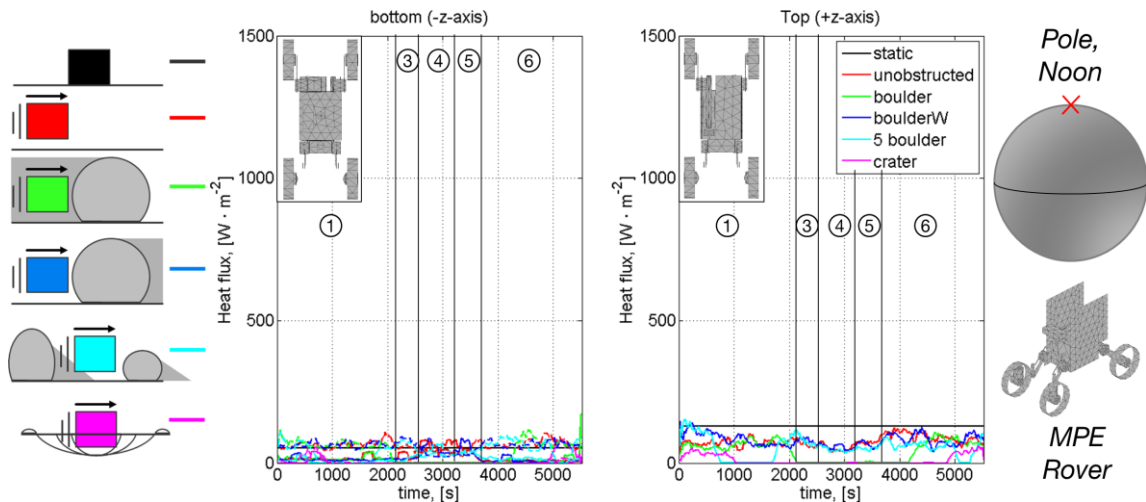 bottom (-z-axis)
1500
1000
500
0
Heat flux, [W · m⁻²]
0 1000 2000 3000 4000 5000
time, [s]
① ③ ④ ⑤ ⑥
Top (+z-axis)
1500
1000
500
0
Heat flux, [W · m⁻²]
0 1000 2000 3000 4000 5000
time, [s]
static
unobstructed
boulder
boulderW
5 boulder
crater
① ③ ④ ⑤ ⑥
Pole,
Noon
MPE
Rover